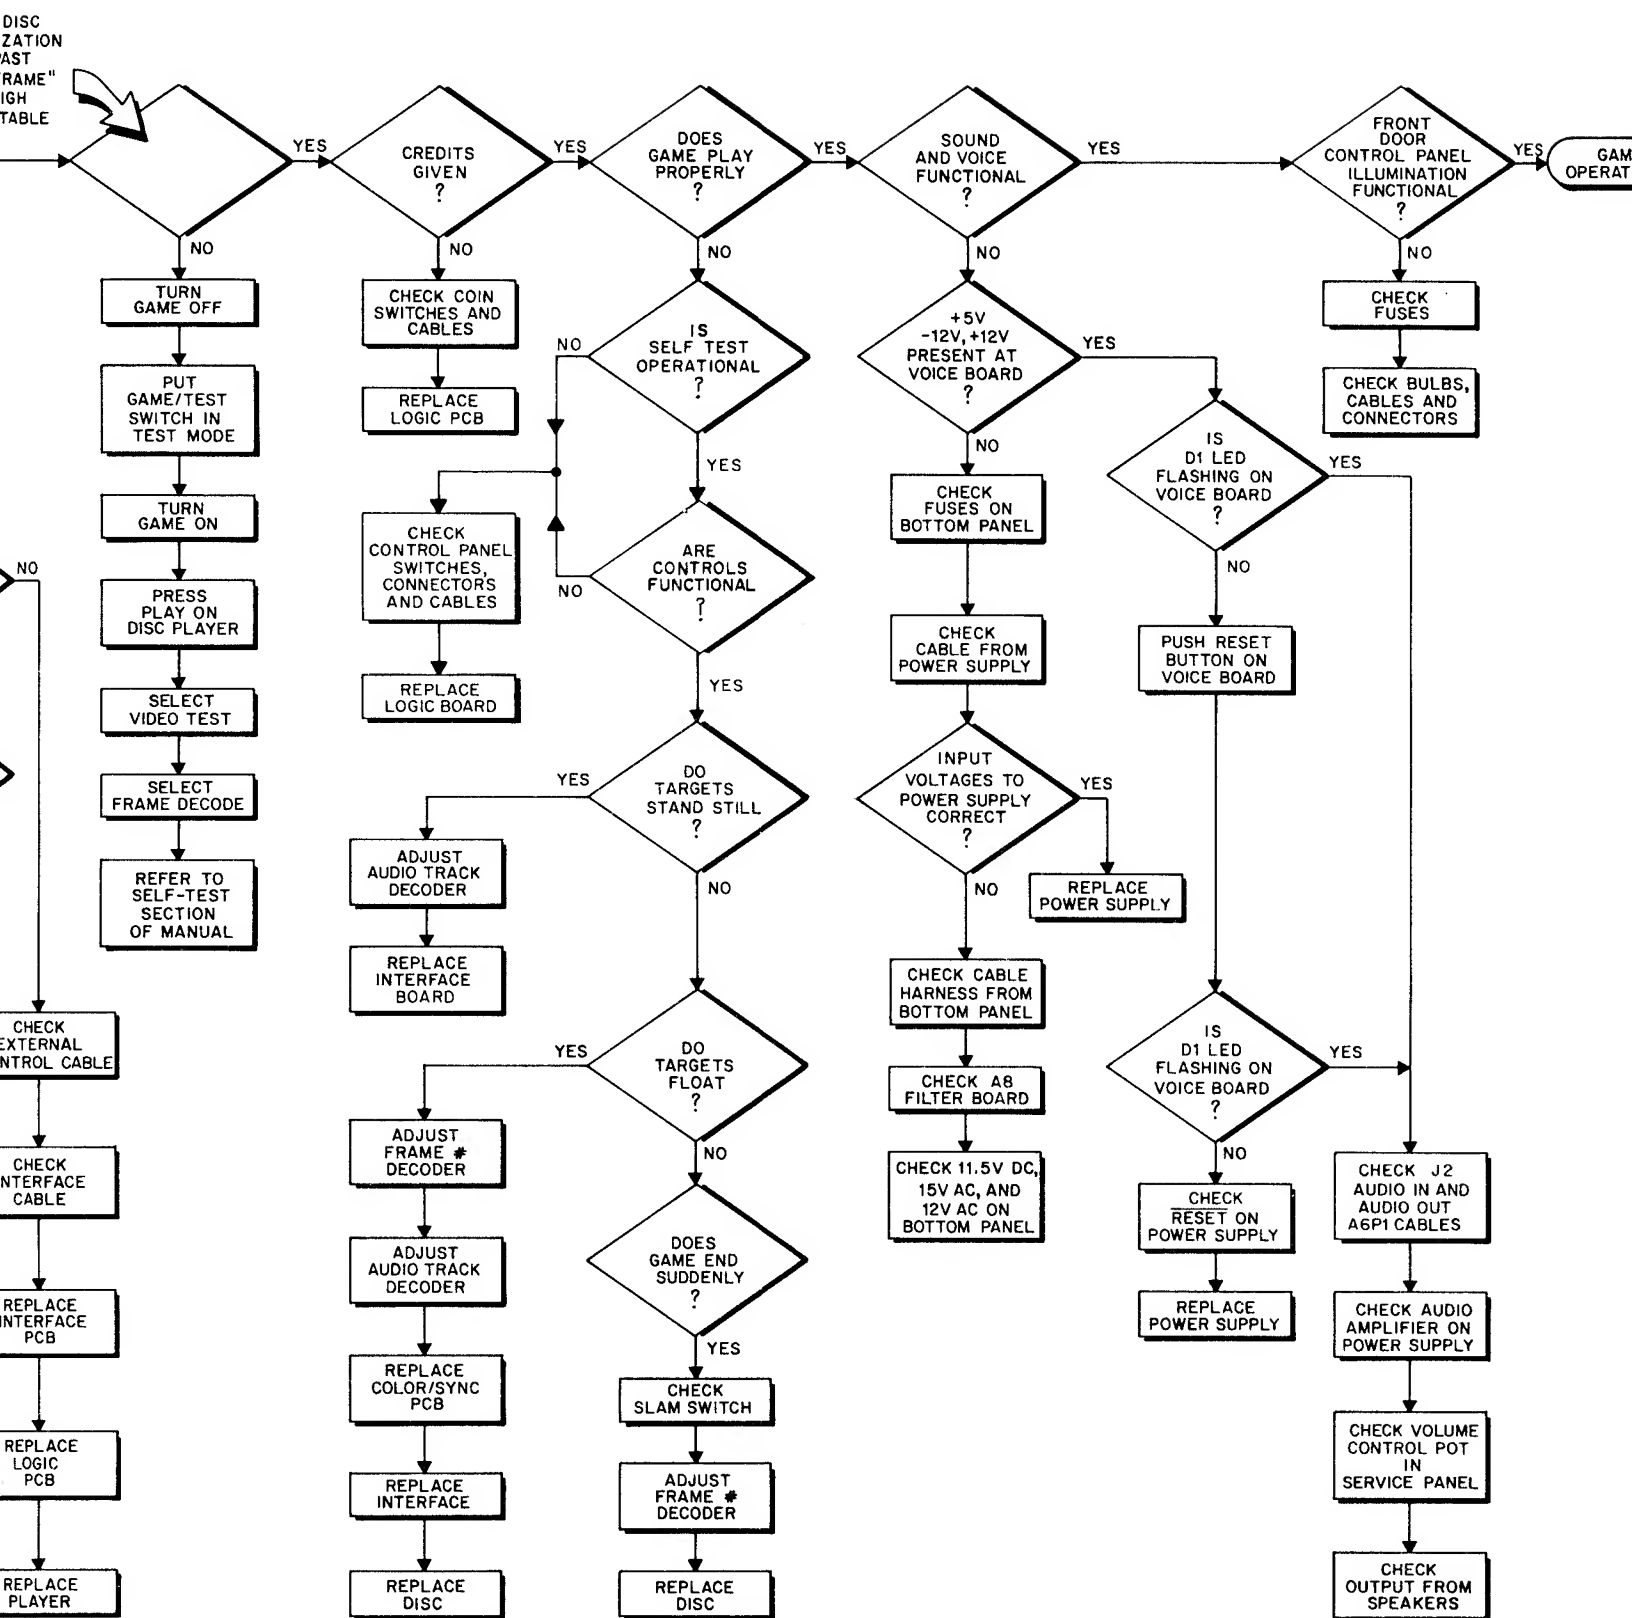 DISC
ZATION
PAST
FRAME"
IGH
TABLE
YES
NO
TURN
GAME OFF
PUT
GAME/TEST
SWITCH IN
TEST MODE
TURN
GAME ON
PRESS
PLAY ON
DISC PLAYER
SELECT
VIDEO TEST
SELECT
FRAME DECODE
REFER TO
SELF-TEST
SECTION
OF MANUAL
NO
CHECK
EXTERNAL
NTROL CABLE
CHECK
NTERFACE
CABLE
REPLACE
NTERFACE
PCB
REPLACE
LOGIC
PCB
REPLACE
PLAYER
CREDITS
GIVEN
?
YES
NO
CHECK COIN
SWITCHES AND
CABLES
REPLACE
LOGIC PCB
DOES
GAME PLAY
PROPERLY
?
YES
NO
IS
SELF TEST
OPERATIONAL
?
NO
YES
CHECK
CONTROL PANEL
SWITCHES,
CONNECTORS
AND CABLES
REPLACE
LOGIC BOARD
ARE
CONTROLS
FUNCTIONAL
?
NO
YES
DO
TARGETS
STAND STILL
?
YES
NO
ADJUST
AUDIO TRACK
DECODER
REPLACE
INTERFACE
BOARD
DO
TARGETS
FLOAT
?
YES
NO
ADJUST
FRAME #
DECODER
ADJUST
AUDIO TRACK
DECODER
REPLACE
COLOR/SYNC
PCB
REPLACE
INTERFACE
REPLACE
DISC
DOES
GAME END
SUDDENLY
?
YES
CHECK
SLAM SWITCH
ADJUST
FRAME #
DECODER
REPLACE
DISC
SOUND
AND VOICE
FUNCTIONAL
?
YES
NO
+5V
-12V, +12V
PRESENT AT
VOICE BOARD
?
YES
NO
CHECK
FUSES ON
BOTTOM PANEL
CHECK
CABLE FROM
POWER SUPPLY
INPUT
VOLTAGES TO
POWER SUPPLY
CORRECT
?
YES
NO
REPLACE
POWER SUPPLY
CHECK CABLE
HARNESS FROM
BOTTOM PANEL
CHECK A8
FILTER BOARD
CHECK 11.5V DC,
15V AC, AND
12V AC ON
BOTTOM PANEL
IS
D1 LED
FLASHING ON
VOICE BOARD
?
YES
NO
PUSH RESET
BUTTON ON
VOICE BOARD
IS
D1 LED
FLASHING ON
VOICE BOARD
?
YES
NO
CHECK
RESET ON
POWER SUPPLY
REPLACE
POWER SUPPLY
CHECK J2
AUDIO IN AND
AUDIO OUT
A6P1 CABLES
CHECK AUDIO
AMPLIFIER ON
POWER SUPPLY
CHECK VOLUME
CONTROL POT
IN
SERVICE PANEL
CHECK
OUTPUT FROM
SPEAKERS
FRONT
DOOR
CONTROL PANEL
ILLUMINATION
FUNCTIONAL
?
YES
NO
CHECK
FUSES
CHECK BULBS,
CABLES AND
CONNECTORS
GAM
OPERAT